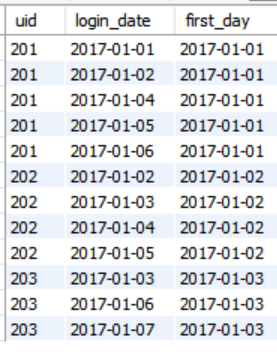 uid login_date first_day
201 2017-01-01 2017-01-01
201 2017-01-02 2017-01-01
201 2017-01-04 2017-01-01
201 2017-01-05 2017-01-01
201 2017-01-06 2017-01-01
202 2017-01-02 2017-01-02
202 2017-01-03 2017-01-02
202 2017-01-04 2017-01-02
202 2017-01-05 2017-01-02
203 2017-01-03 2017-01-03
203 2017-01-06 2017-01-03
203 2017-01-07 2017-01-03